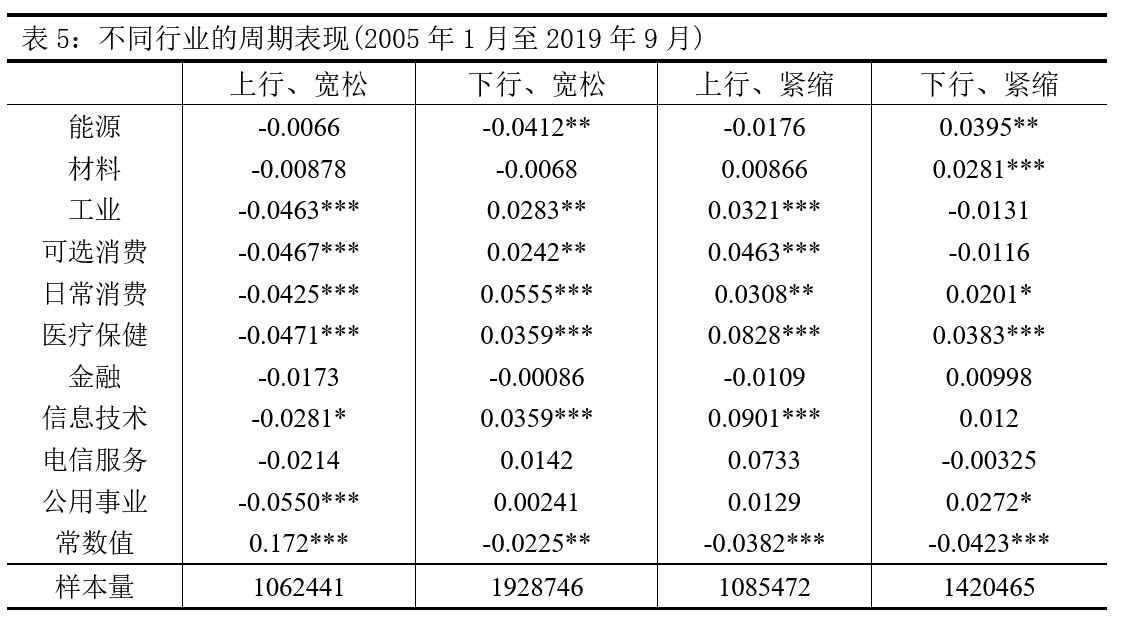 表 5：不同行业的周期表现(2005 年 1 月至 2019 年 9 月)
上行、宽松 下行、宽松 上行、紧缩 下行、紧缩
能源 -0.0066 -0.0412** -0.0176 0.0395**
材料 -0.00878 -0.0068 0.00866 0.0281***
工业 -0.0463*** 0.0283** 0.0321*** -0.0131
可选消费 -0.0467*** 0.0242** 0.0463*** -0.0116
日常消费 -0.0425*** 0.0555*** 0.0308** 0.0201*
医疗保健 -0.0471*** 0.0359*** 0.0828*** 0.0383***
金融 -0.0173 -0.00086 -0.0109 0.00998
信息技术 -0.0281* 0.0359*** 0.0901*** 0.012
电信服务 -0.0214 0.0142 0.0733 -0.00325
公用事业 -0.0550*** 0.00241 0.0129 0.0272*
常数值 0.172*** -0.0225** -0.0382*** -0.0423***
样本量 1062441 1928746 1085472 1420465